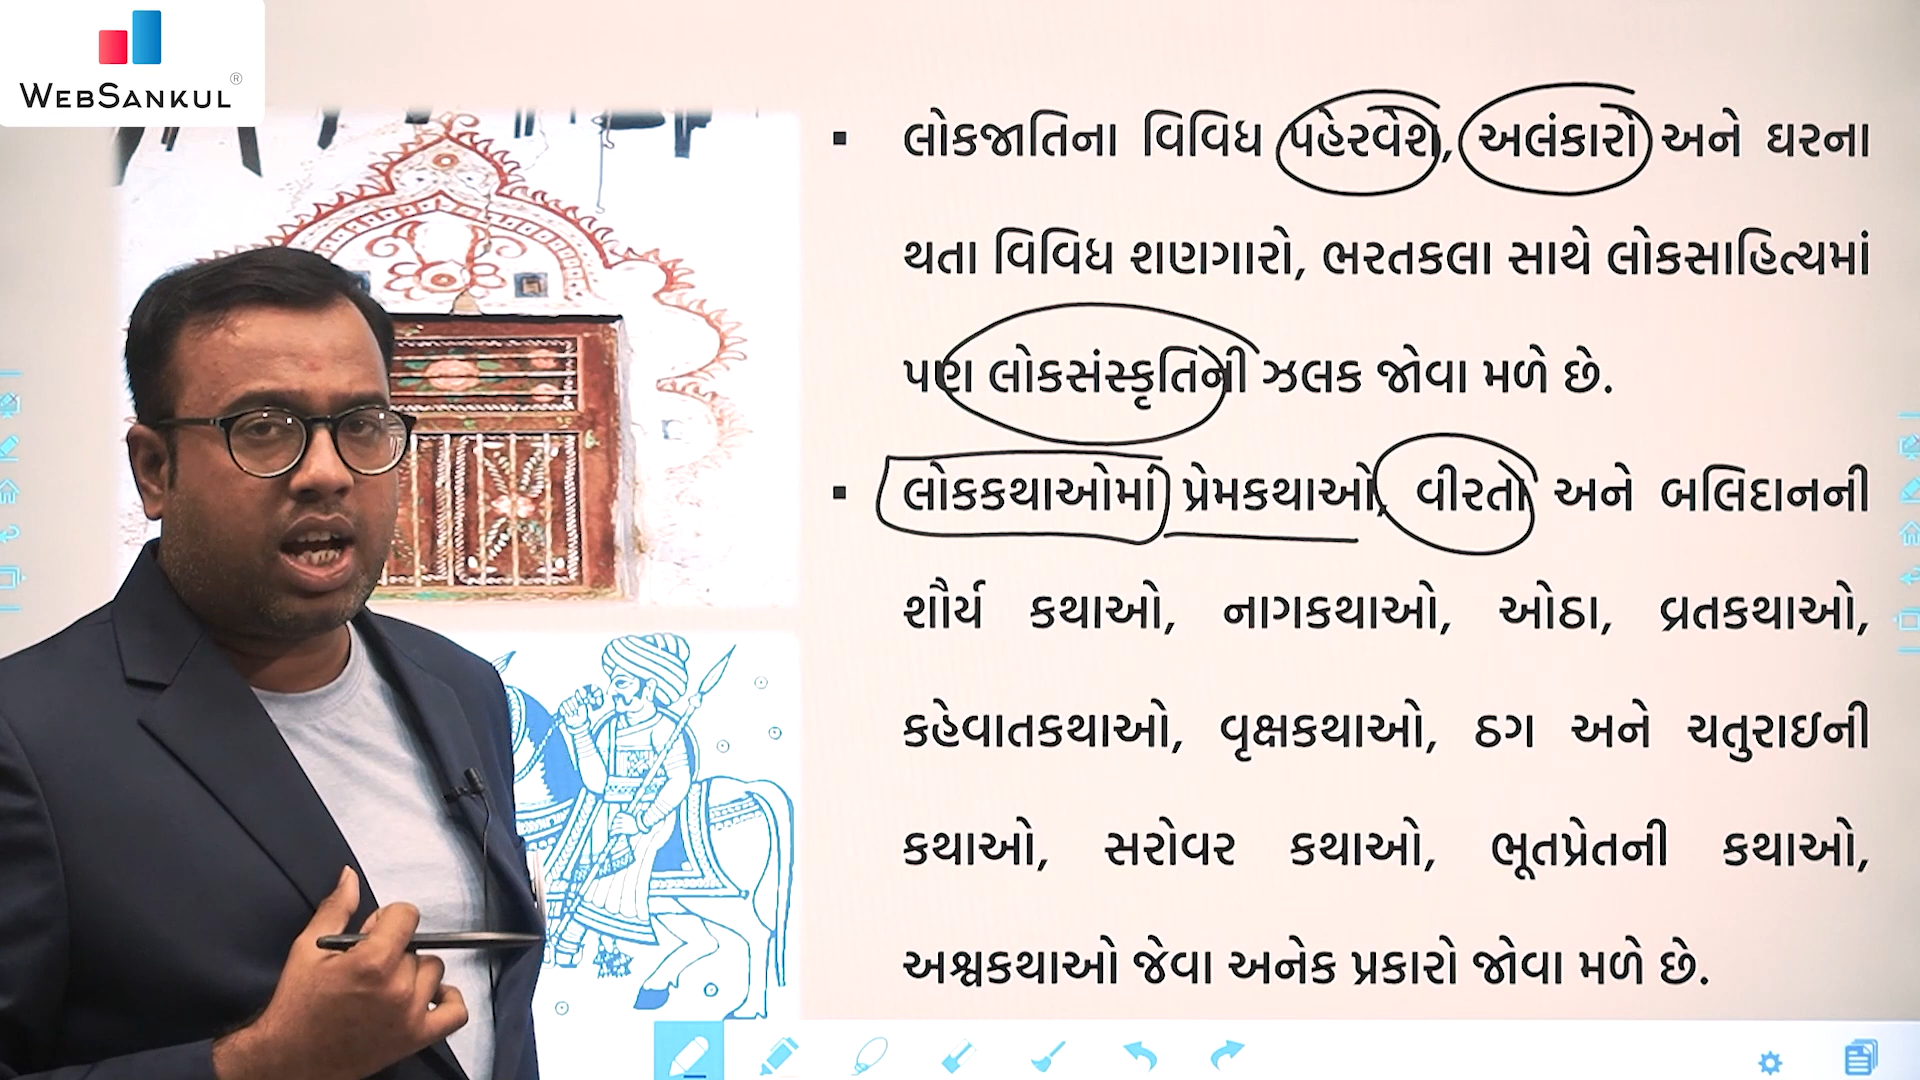 WEBSANKUL®
▪ લોકજાતિના વિવિધ પહેરવેશ, અલંકારો અને ઘરના
થતા વિવિધ શણગારો, ભરતકલા સાથે લોકસાહિત્યમાં
પણ લોકસંસ્કૃતિની ઝલક જોવા મળે છે.
▪ લોકકથાઓમાં પ્રેમકથાઓ, વીરતા અને બલિદાનની
શૌર્ય કથાઓ, નાગકથાઓ, ઓઠા, વ્રતકથાઓ,
કહેવાતકથાઓ, વૃક્ષકથાઓ, ઠગ અને ચતુરાઇની
કથાઓ, સરોવર કથાઓ, ભૂતપ્રેતની કથાઓ,
અશ્વકથાઓ જેવા અનેક પ્રકારો જોવા મળે છે.